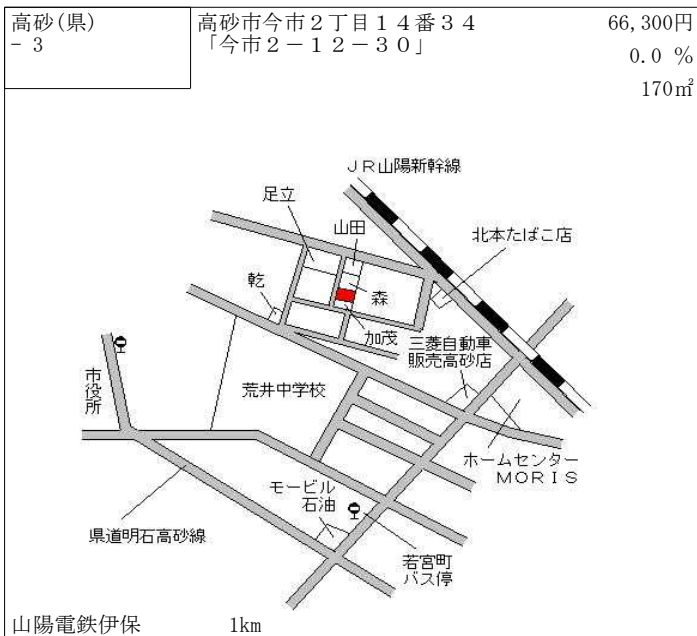 高砂(県)
- 3
高砂市今市２丁目１４番３４
「今市２－１２－３０」
66,300円
0.0 %
170㎡
ＪＲ山陽新幹線
足立
山田
北本たばこ店
乾
森
加茂
三菱自動車
販売高砂店
市役所
荒井中学校
ホームセンター
ＭＯＲＩＳ
モービル
石油
県道明石高砂線
若宮町
バス停
山陽電鉄伊保
1km